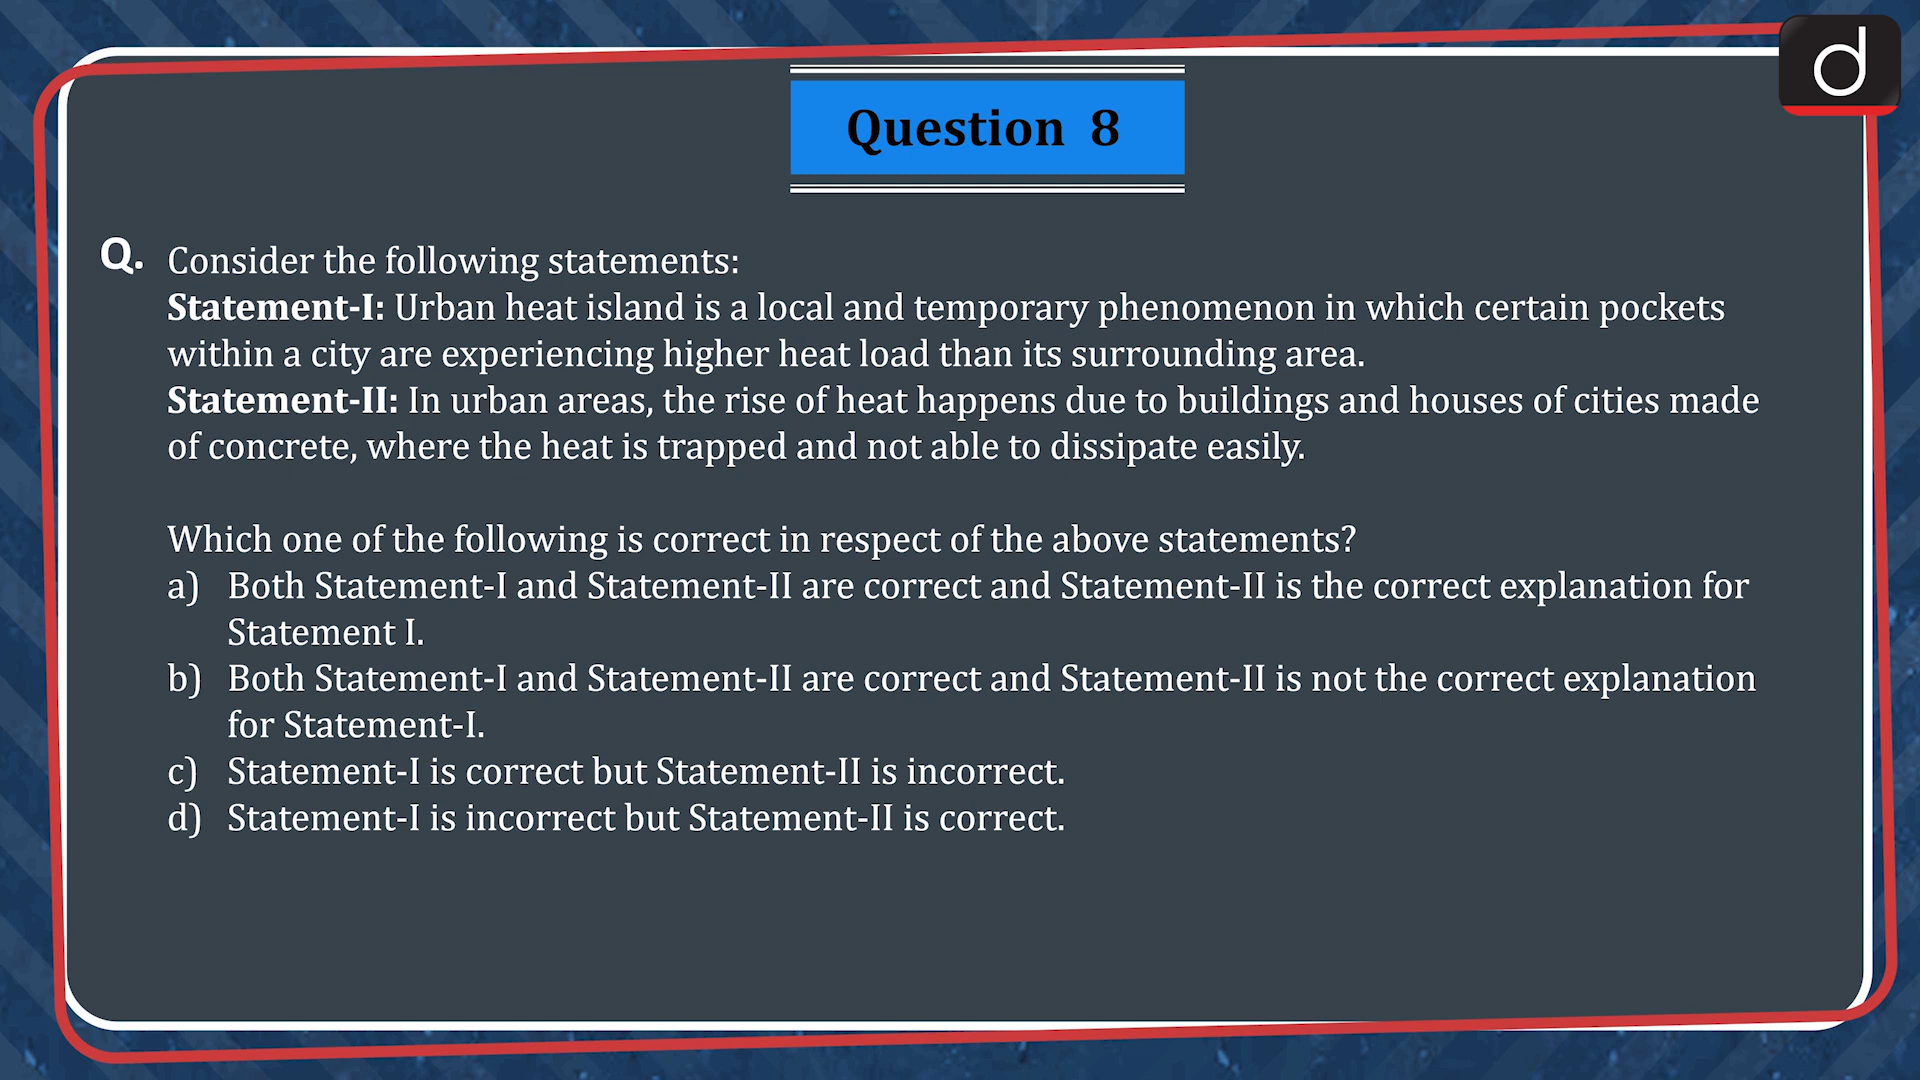 d
Question 8
Q. Consider the following statements:
Statement-I: Urban heat island is a local and temporary phenomenon in which certain pockets
within a city are experiencing higher heat load than its surrounding area.
Statement-II: In urban areas, the rise of heat happens due to buildings and houses of cities made
of concrete, where the heat is trapped and not able to dissipate easily.
Which one of the following is correct in respect of the above statements?
a) Both Statement-I and Statement-II are correct and Statement-II is the correct explanation for
Statement I.
b) Both Statement-I and Statement-II are correct and Statement-II is not the correct explanation
for Statement-I.
c) Statement-I is correct but Statement-II is incorrect.
d) Statement-I is incorrect but Statement-II is correct.